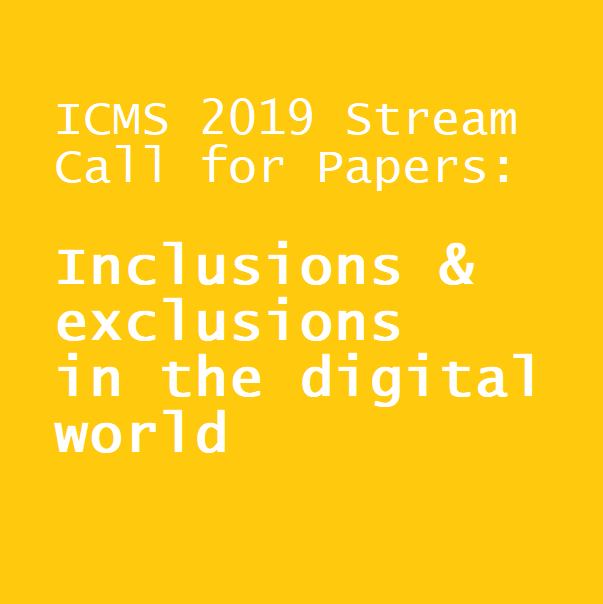 ICMS 2019 Stream
Call for Papers:
Inclusions &
exclusions
in the digital
world